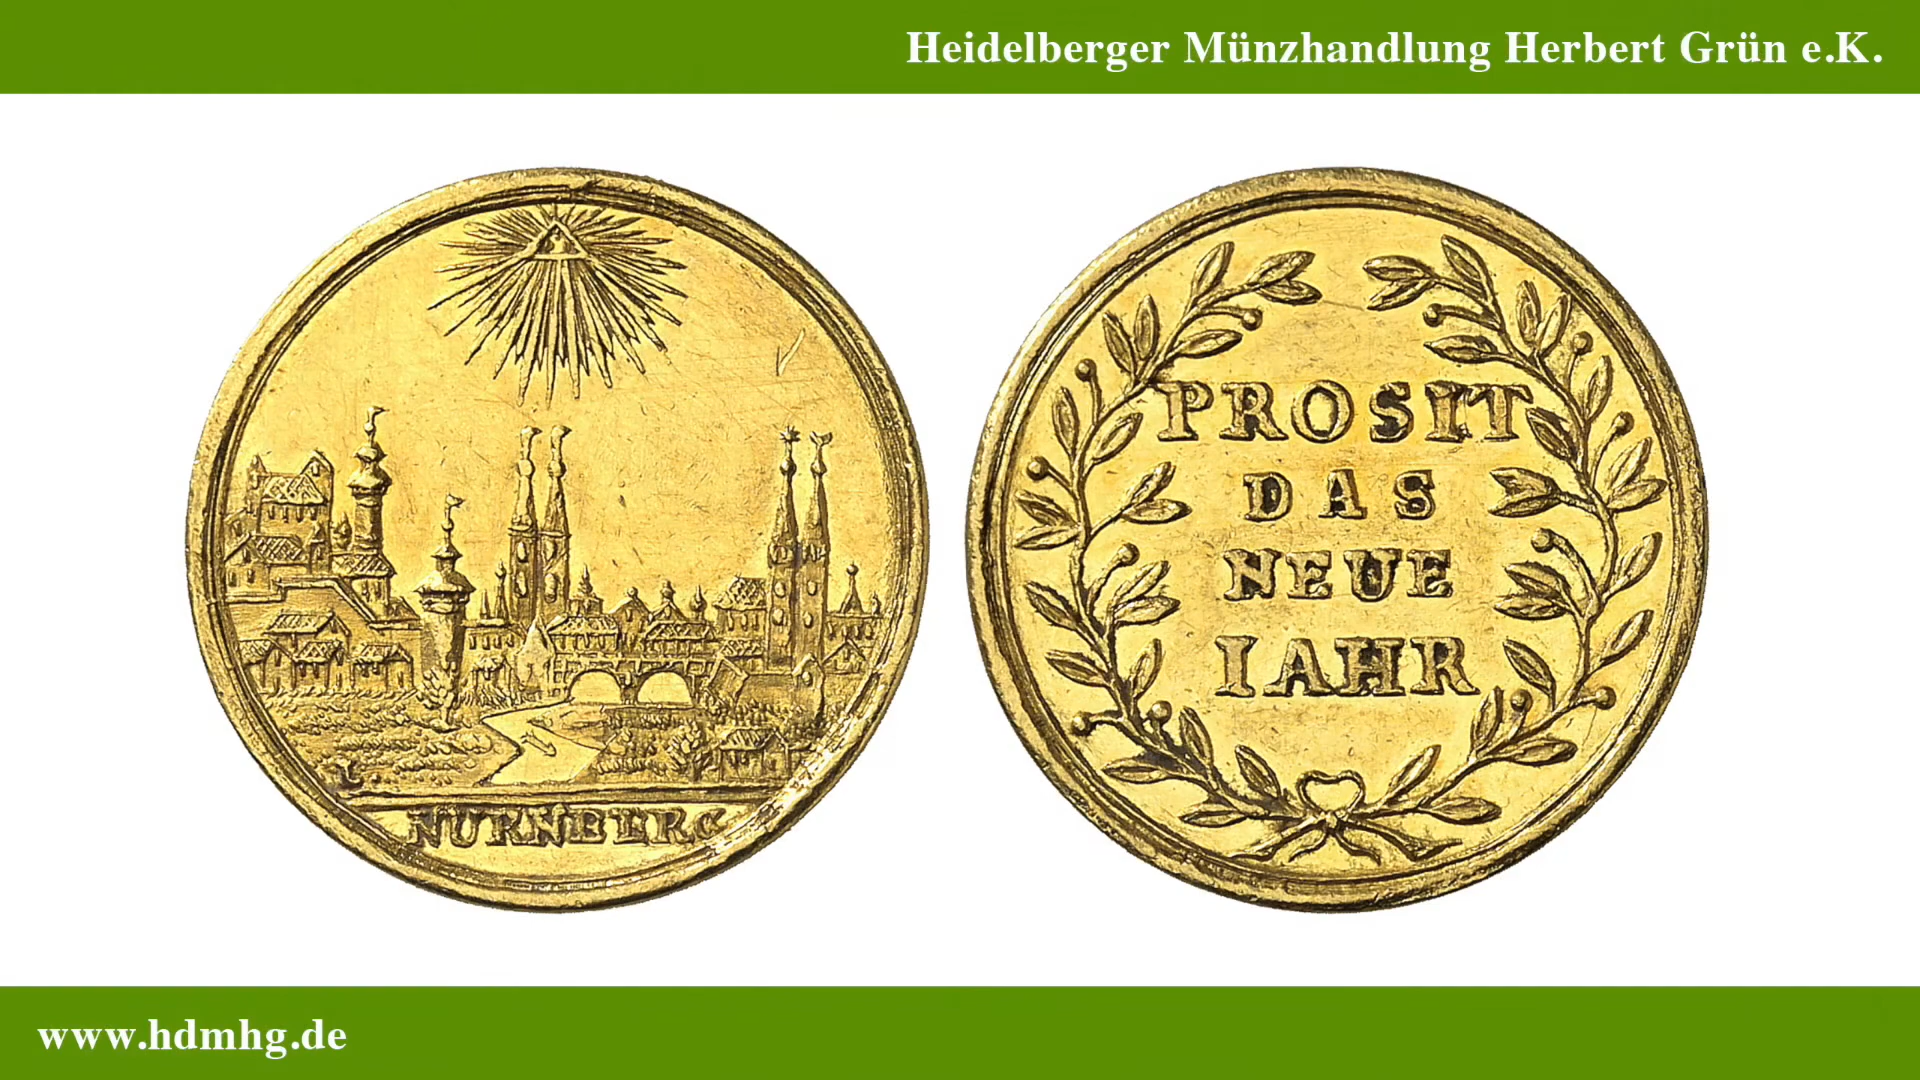 Heidelberger Münzhandlung Herbert Grün e.K.
L.
NURNBERG
PROSIT
DAS
NEUE
IAHR
www.hdmhg.de